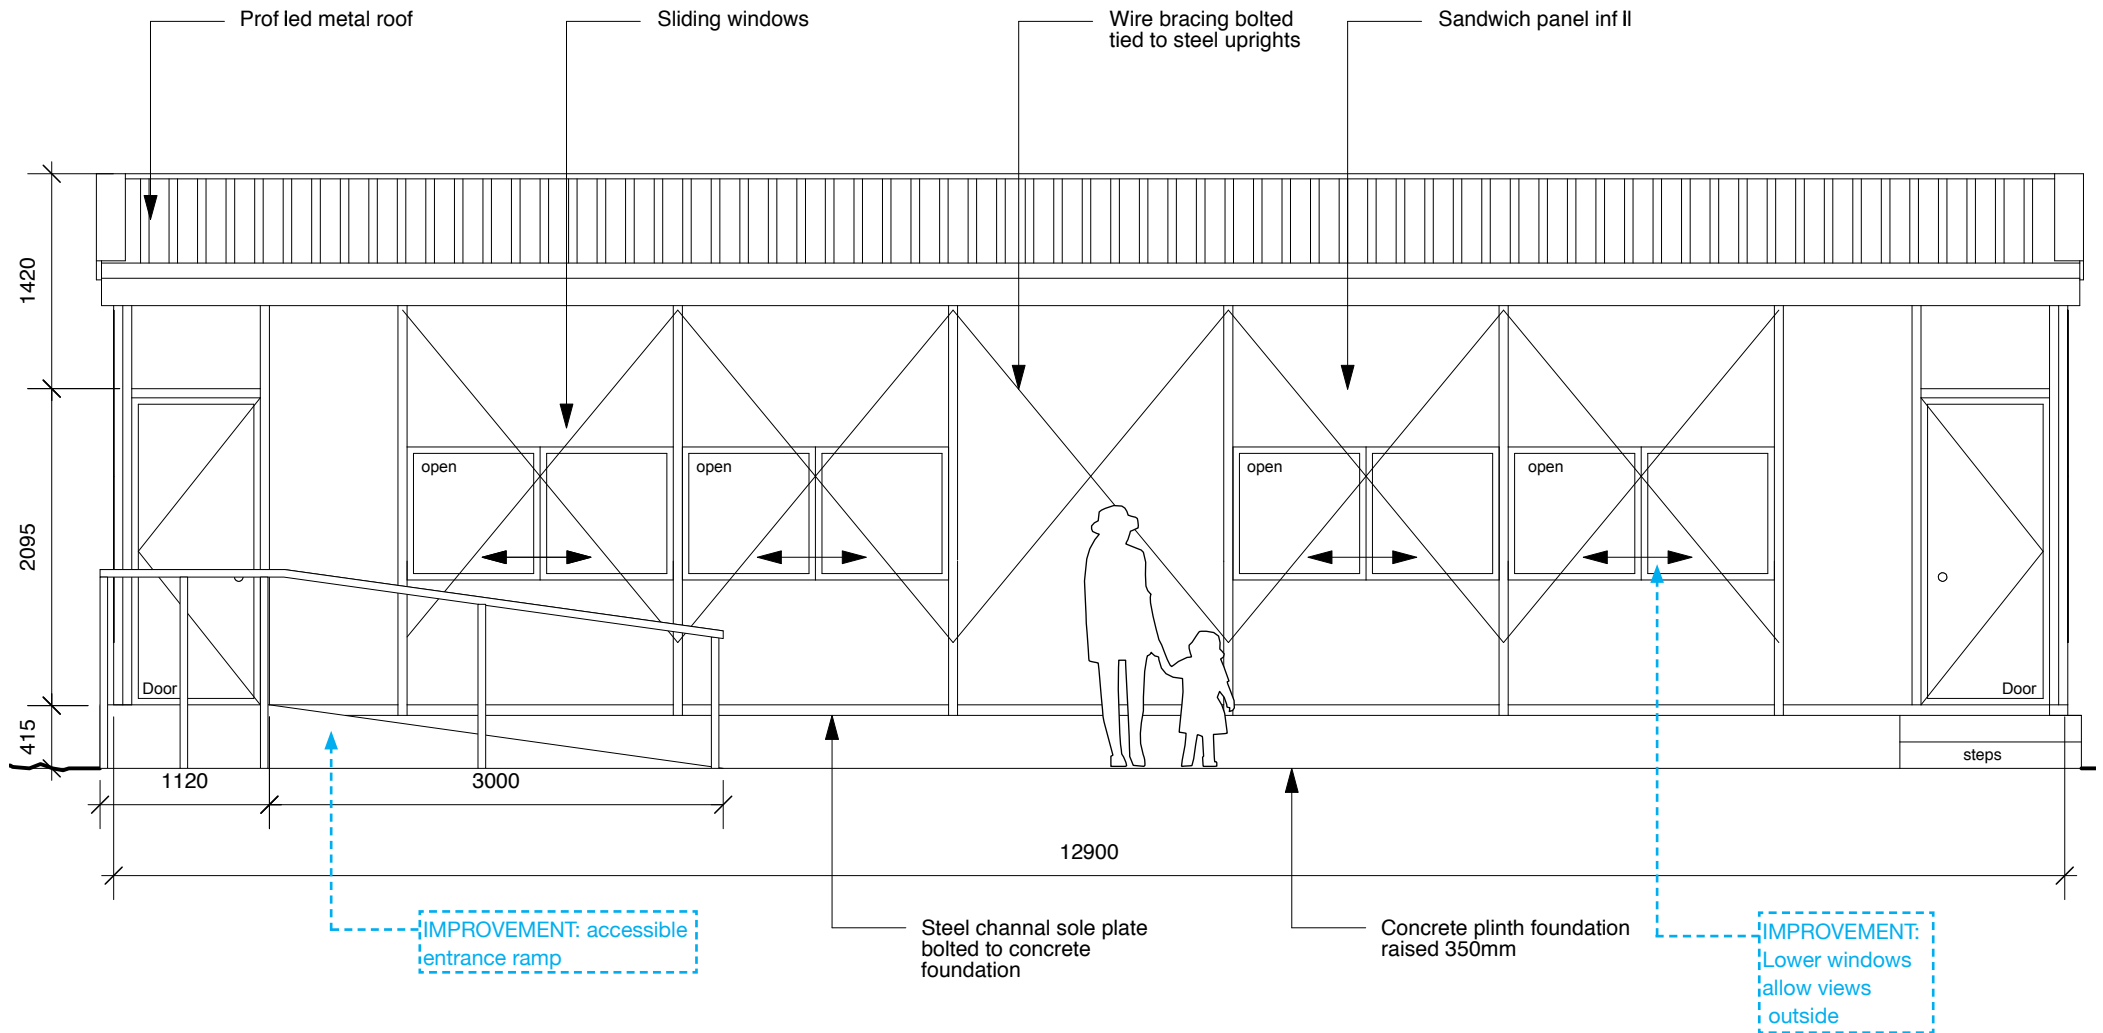 Prof led metal roof
Sliding windows
Wire bracing bolted
tied to steel uprights
Sandwich panel inf ll
1420
2095
415
open
open
open
open
Door
Door
steps
1120
3000
12900
IMPROVEMENT: accessible
entrance ramp
Steel channal sole plate
bolted to concrete
foundation
Concrete plinth foundation
raised 350mm
IMPROVEMENT:
Lower windows
allow views
outside